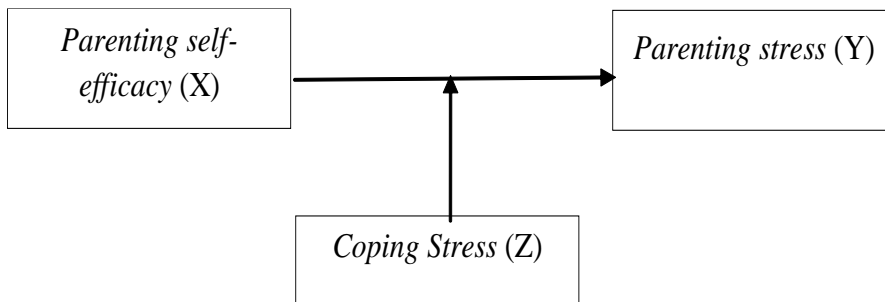 Parenting self-
efficacy (X)
Parenting stress (Y)
Coping Stress (Z)